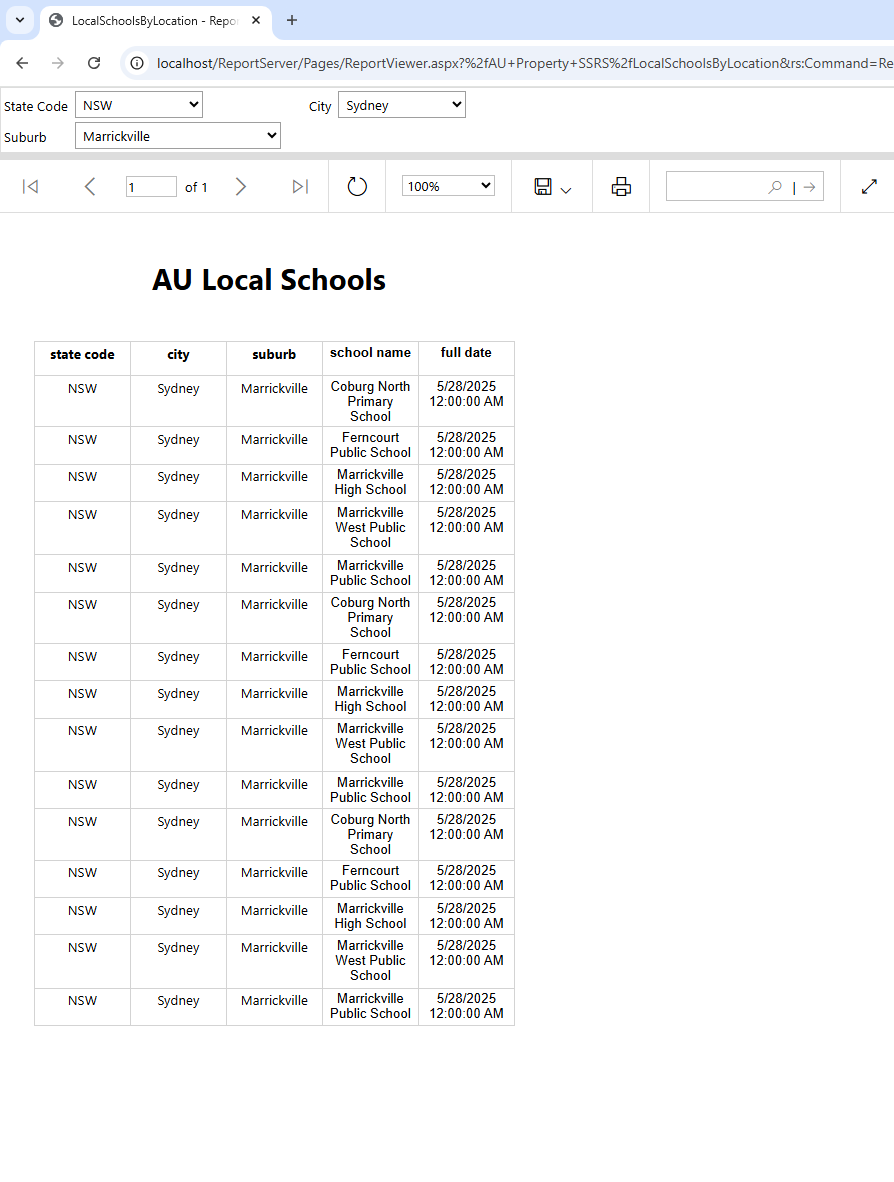 LocalSchoolsByLocation - Repo
localhost/ReportServer/Pages/ReportViewer.aspx?%2fAU+Property+SSRS%2fLocalSchoolsByLocation&rs:Command=Re
State Code NSW City Sydney
Suburb Marrickville
1 of 1 100% |
AU Local Schools
state code city suburb school name full date
NSW Sydney Marrickville Coburg North 5/28/2025
Primary 12:00:00 AM
School
NSW Sydney Marrickville Ferncourt 5/28/2025
Public School 12:00:00 AM
NSW Sydney Marrickville Marrickville 5/28/2025
High School 12:00:00 AM
NSW Sydney Marrickville Marrickville 5/28/2025
West Public 12:00:00 AM
School
NSW Sydney Marrickville Marrickville 5/28/2025
Public School 12:00:00 AM
NSW Sydney Marrickville Coburg North 5/28/2025
Primary 12:00:00 AM
School
NSW Sydney Marrickville Ferncourt 5/28/2025
Public School 12:00:00 AM
NSW Sydney Marrickville Marrickville 5/28/2025
High School 12:00:00 AM
NSW Sydney Marrickville Marrickville 5/28/2025
West Public 12:00:00 AM
School
NSW Sydney Marrickville Marrickville 5/28/2025
Public School 12:00:00 AM
NSW Sydney Marrickville Coburg North 5/28/2025
Primary 12:00:00 AM
School
NSW Sydney Marrickville Ferncourt 5/28/2025
Public School 12:00:00 AM
NSW Sydney Marrickville Marrickville 5/28/2025
High School 12:00:00 AM
NSW Sydney Marrickville Marrickville 5/28/2025
West Public 12:00:00 AM
School
NSW Sydney Marrickville Marrickville 5/28/2025
Public School 12:00:00 AM